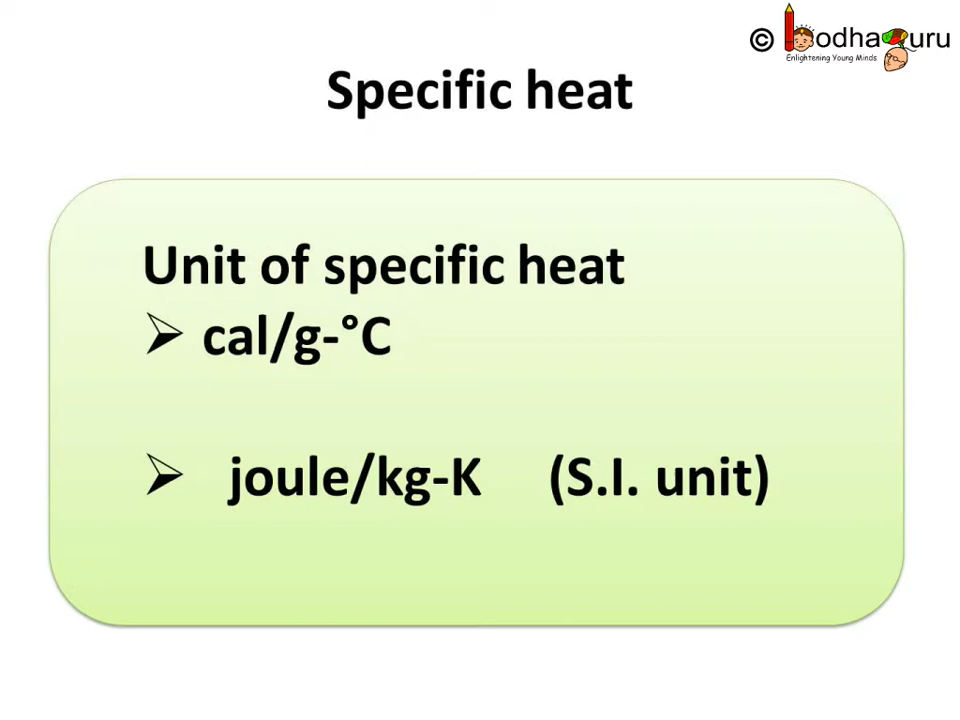 © BodhaGuru
Enlightening Young Minds
Specific heat
Unit of specific heat
➢ cal/g-°C
➢ joule/kg-K (S.I. unit)